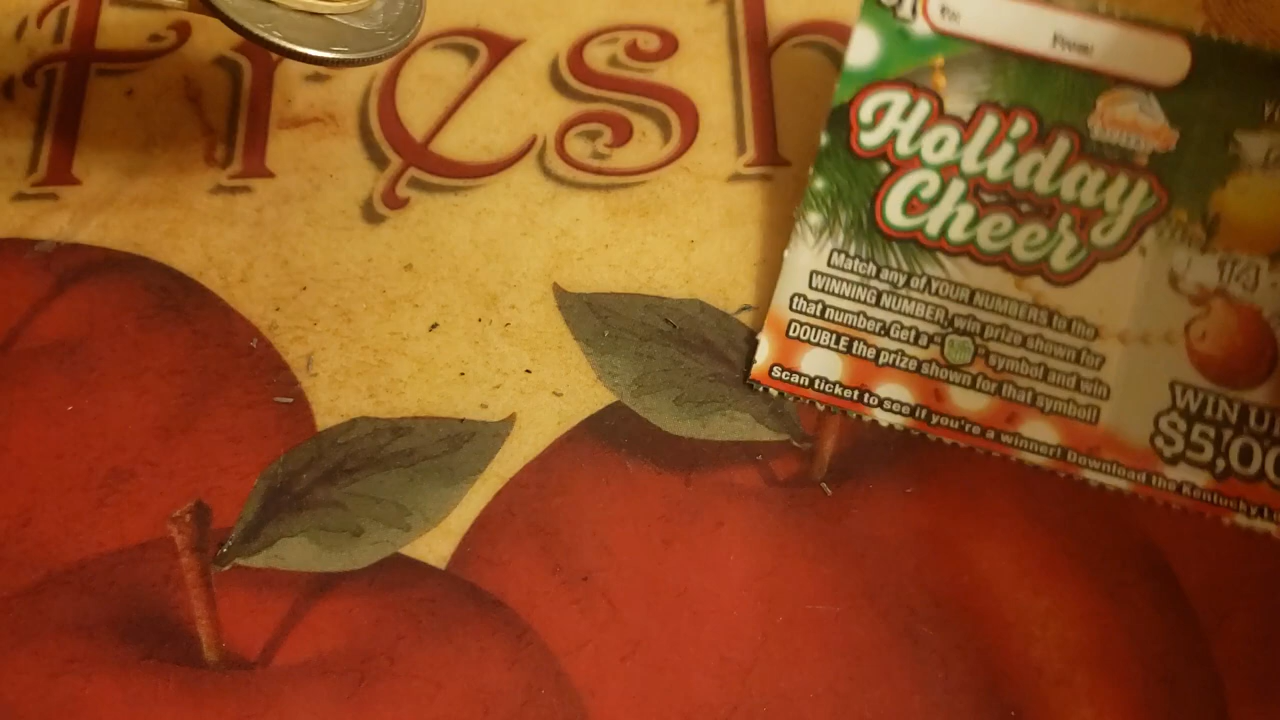 Fresh
To:
From:
Holiday
Cheer
Match any of YOUR NUMBERS to the
WINNING NUMBER, win prize shown for
that number. Get a " " symbol and win
DOUBLE the prize shown for that symbol!
Scan ticket to see if you're a winner! Download the Kentucky
WIN U
$5,00